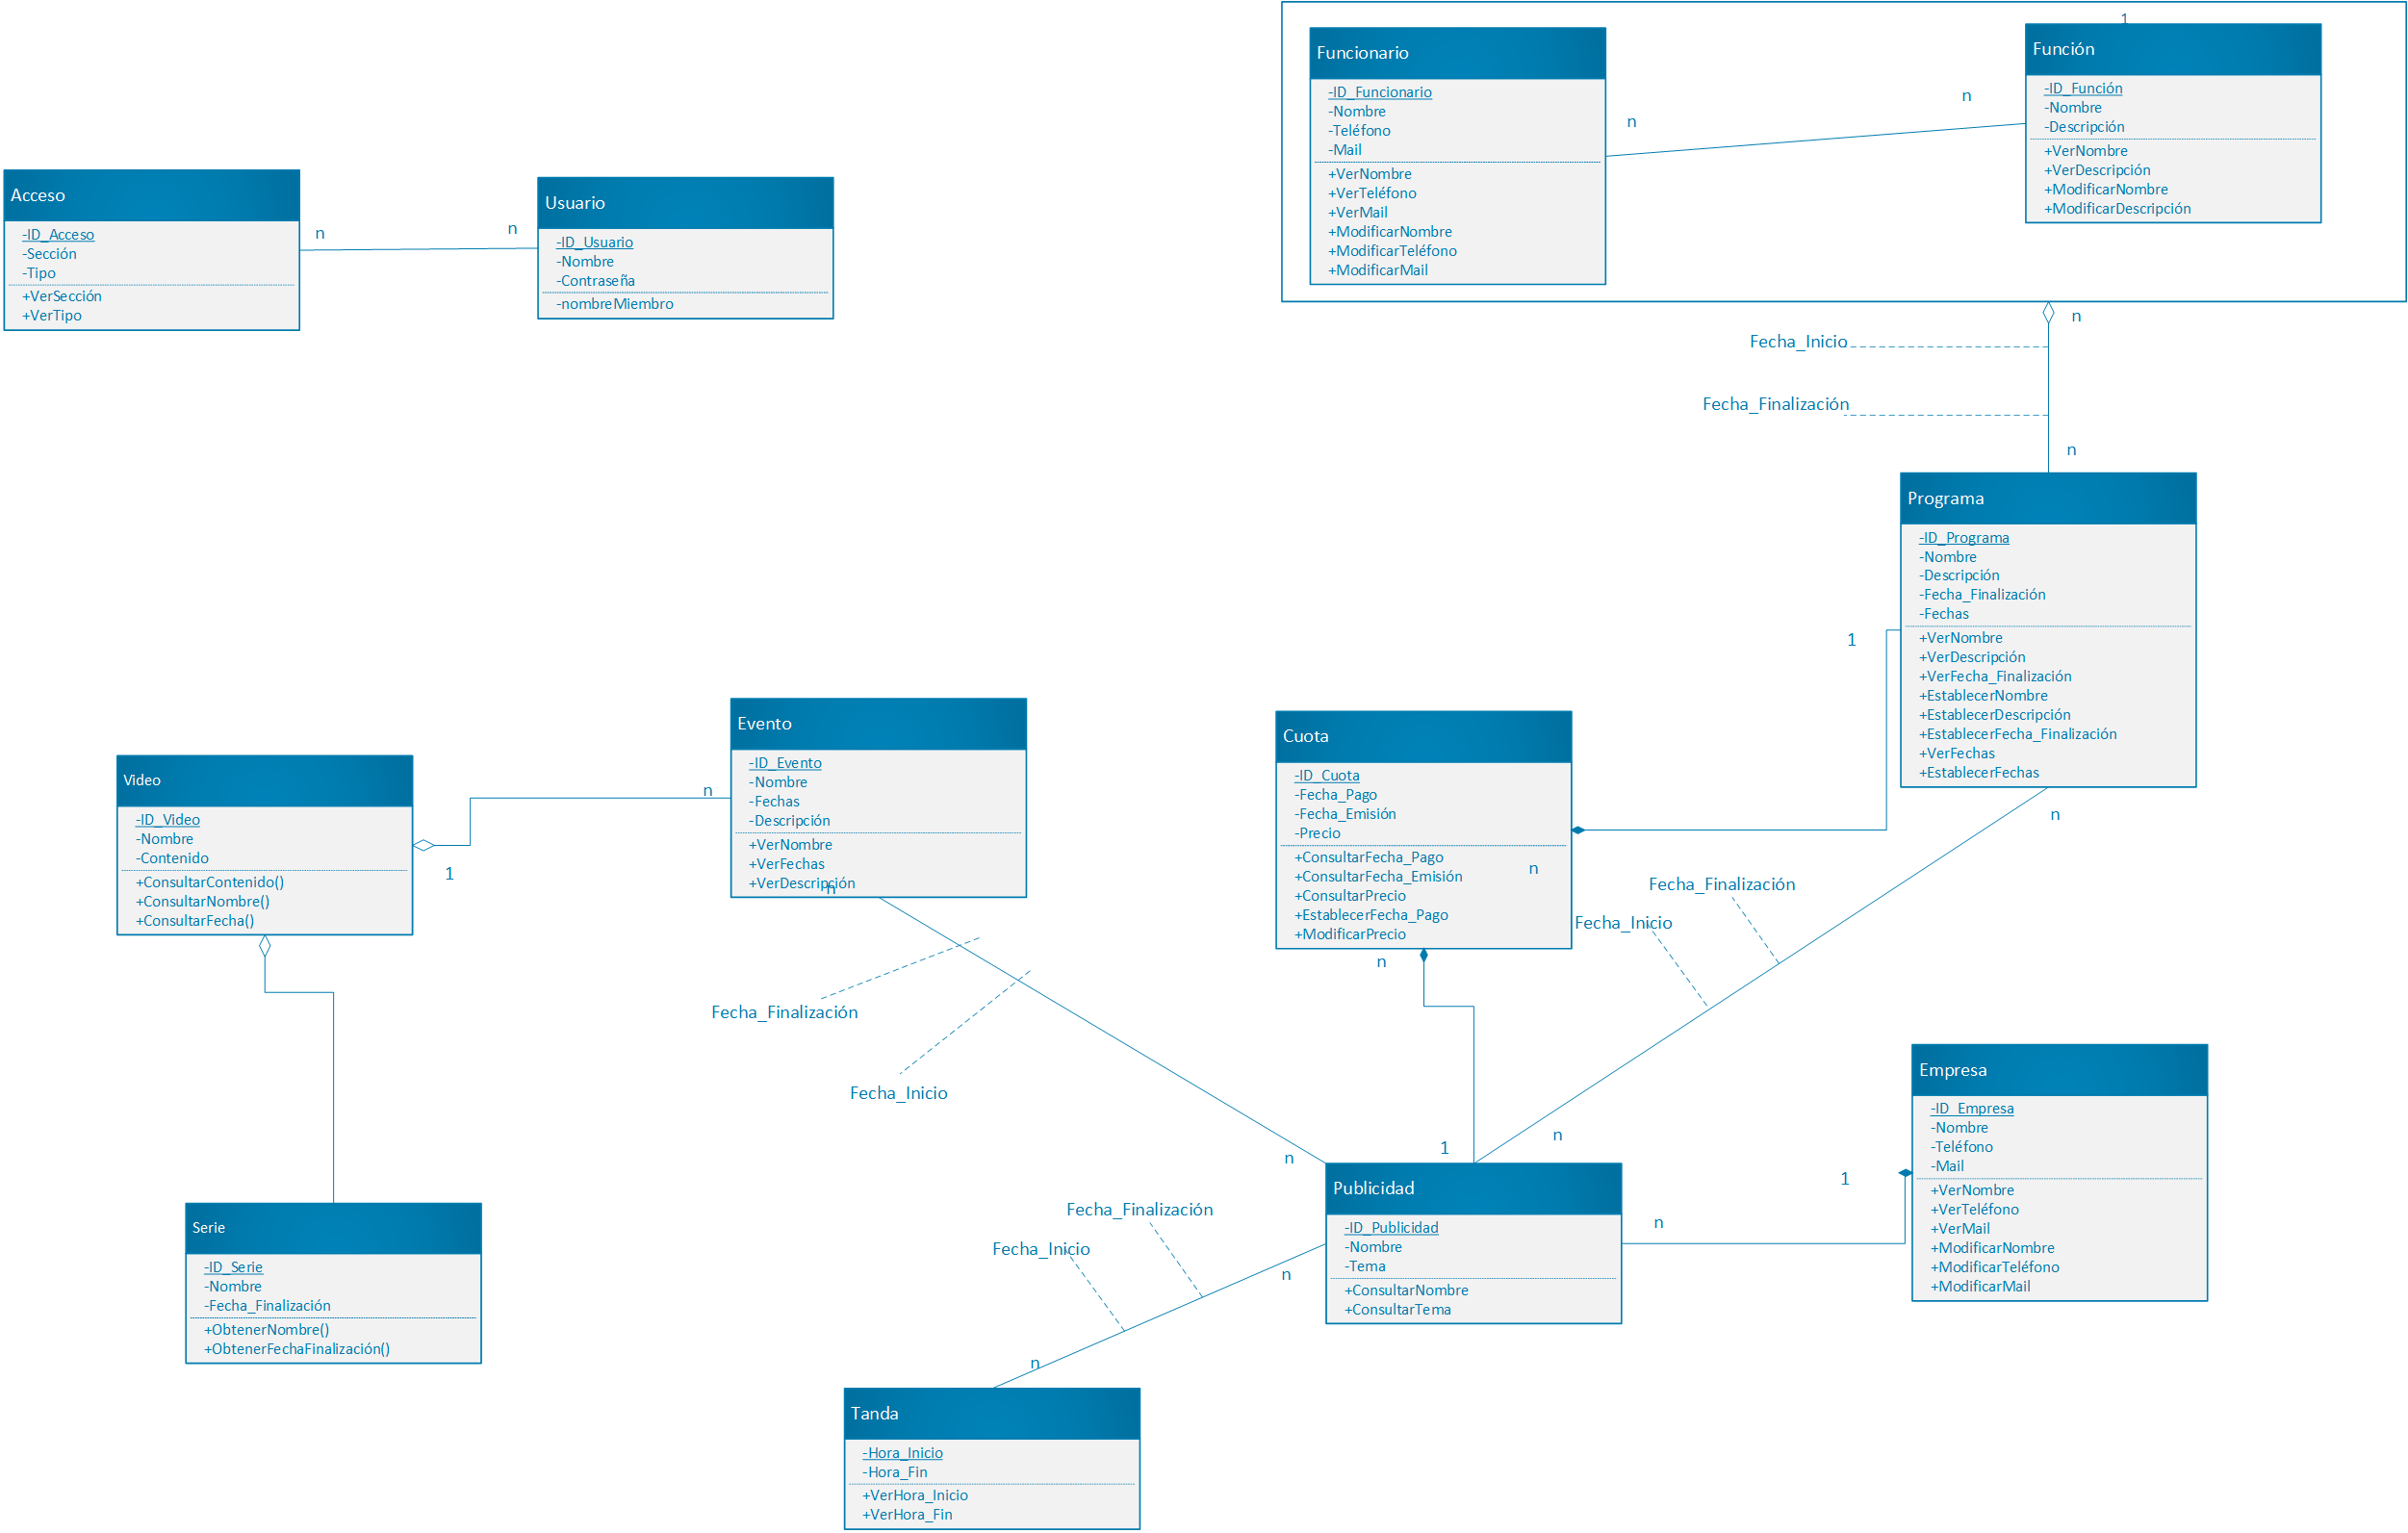 1
Funcionario
-ID_Funcionario
-Nombre
-Teléfono
-Mail
+VerNombre
+VerTeléfono
+VerMail
+ModificarNombre
+ModificarTeléfono
+ModificarMail
n
n
Función
-ID_Función
-Nombre
-Descripción
+VerNombre
+VerDescripción
+ModificarNombre
+ModificarDescripción
Acceso
-ID_Acceso
-Sección
-Tipo
+VerSección
+VerTipo
n
n
Usuario
-ID_Usuario
-Nombre
-Contraseña
-nombreMiembro
n
Fecha_Inicio
Fecha_Finalización
n
Programa
-ID_Programa
-Nombre
-Descripción
-Fecha_Finalización
-Fechas
+VerNombre
+VerDescripción
+VerFecha_Finalización
+EstablecerNombre
+EstablecerDescripción
+EstablecerFecha_Finalización
+VerFechas
+EstablecerFechas
1
n
Video
-ID_Video
-Nombre
-Contenido
+ConsultarContenido()
+ConsultarNombre()
+ConsultarFecha()
1
n
Evento
-ID_Evento
-Nombre
-Fechas
-Descripción
+VerNombre
+VerFechas
+VerDescripción
n
Cuota
-ID_Cuota
-Fecha_Pago
-Fecha_Emisión
-Precio
+ConsultarFecha_Pago
+ConsultarFecha_Emisión
+ConsultarPrecio
+EstablecerFecha_Pago
+ModificarPrecio
n
n
Fecha_Finalización
Fecha_Inicio
Fecha_Finalización
Fecha_Inicio
n
1
n
Empresa
-ID_Empresa
-Nombre
-Teléfono
-Mail
+VerNombre
+VerTeléfono
+VerMail
+ModificarNombre
+ModificarTeléfono
+ModificarMail
1
n
Publicidad
-ID_Publicidad
-Nombre
-Tema
+ConsultarNombre
+ConsultarTema
Serie
-ID_Serie
-Nombre
-Fecha_Finalización
+ObtenerNombre()
+ObtenerFechaFinalización()
Fecha_Finalización
Fecha_Inicio
n
n
Tanda
-Hora_Inicio
-Hora_Fin
+VerHora_Inicio
+VerHora_Fin